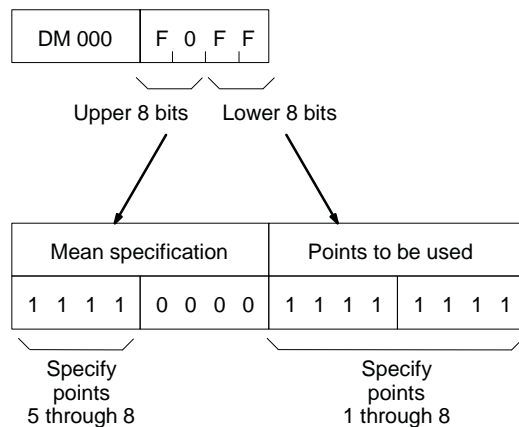 DM 000 F 0 F F
Upper 8 bits Lower 8 bits
Mean specification Points to be used
1 1 1 1 0 0 0 0 1 1 1 1 1 1 1 1
Specify Specify
points points
5 through 8 1 through 8